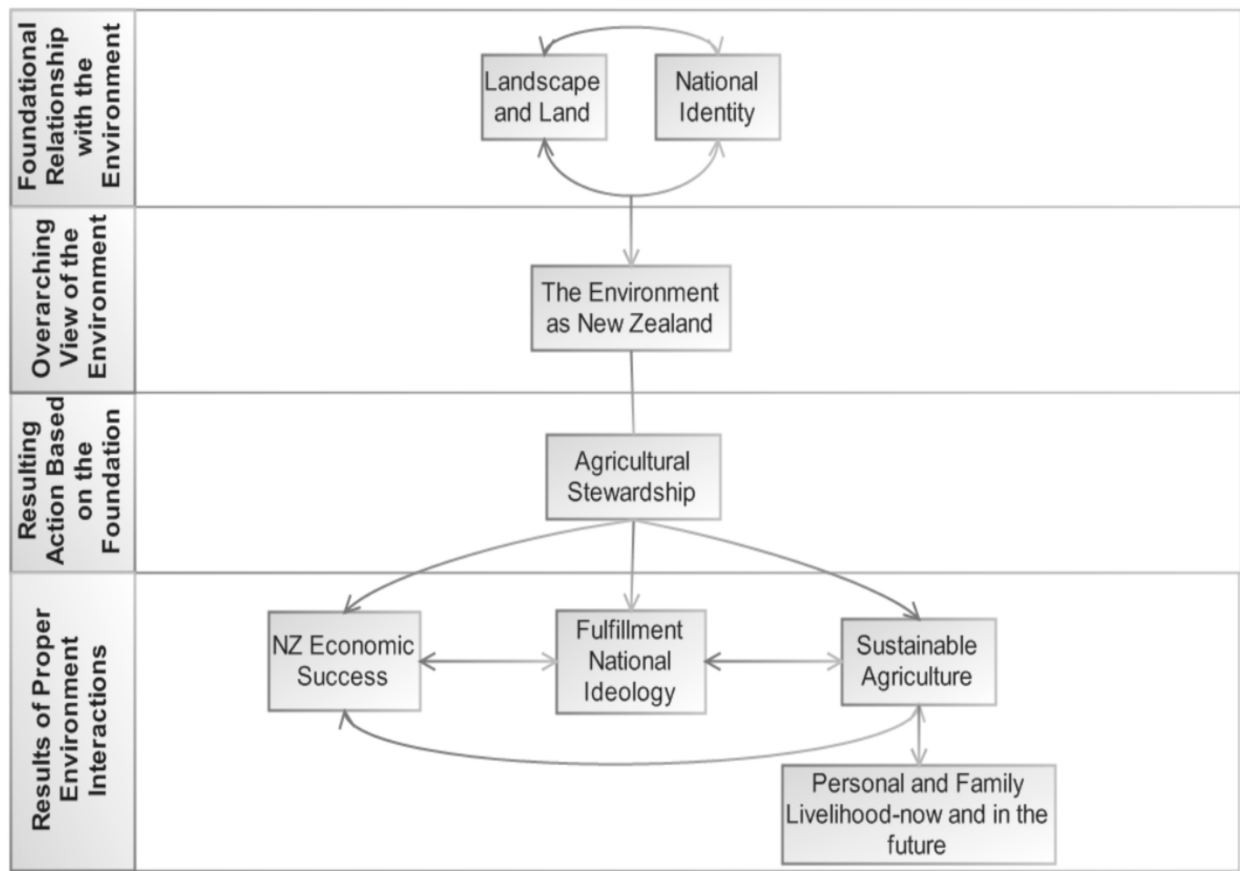 Foundational
Relationship
with the
Environment
Landscape
and Land
National
Identity
Overarching
View of the
Environment
The Environment
as New Zealand
Resulting
Action Based
on the
Foundation
Agricultural
Stewardship
Results of Proper
Environment
Interactions
NZ Economic
Success
Fulfillment
National
Ideology
Sustainable
Agriculture
Personal and Family
Livelihood-now and in the
future